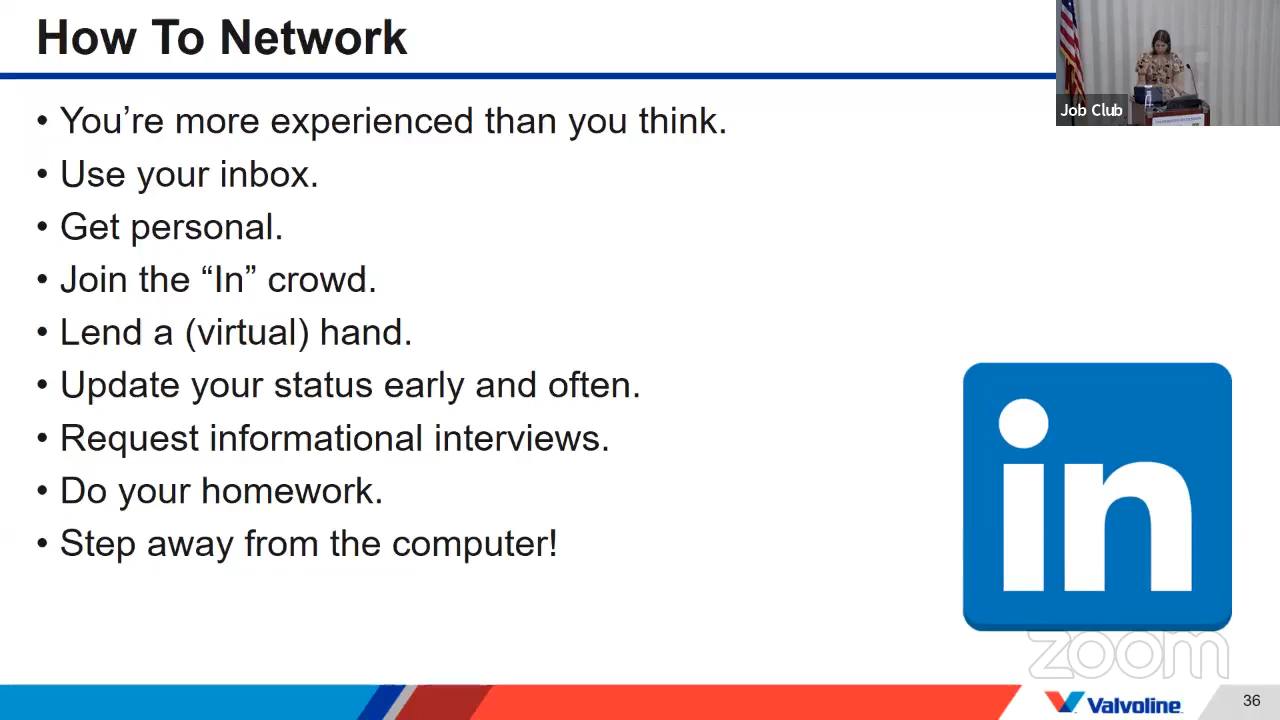 How To Network
Job Club
• You’re more experienced than you think.
• Use your inbox.
• Get personal.
• Join the “In” crowd.
• Lend a (virtual) hand.
• Update your status early and often.
• Request informational interviews.
• Do your homework.
• Step away from the computer!
in
zoom
Valvoline
36